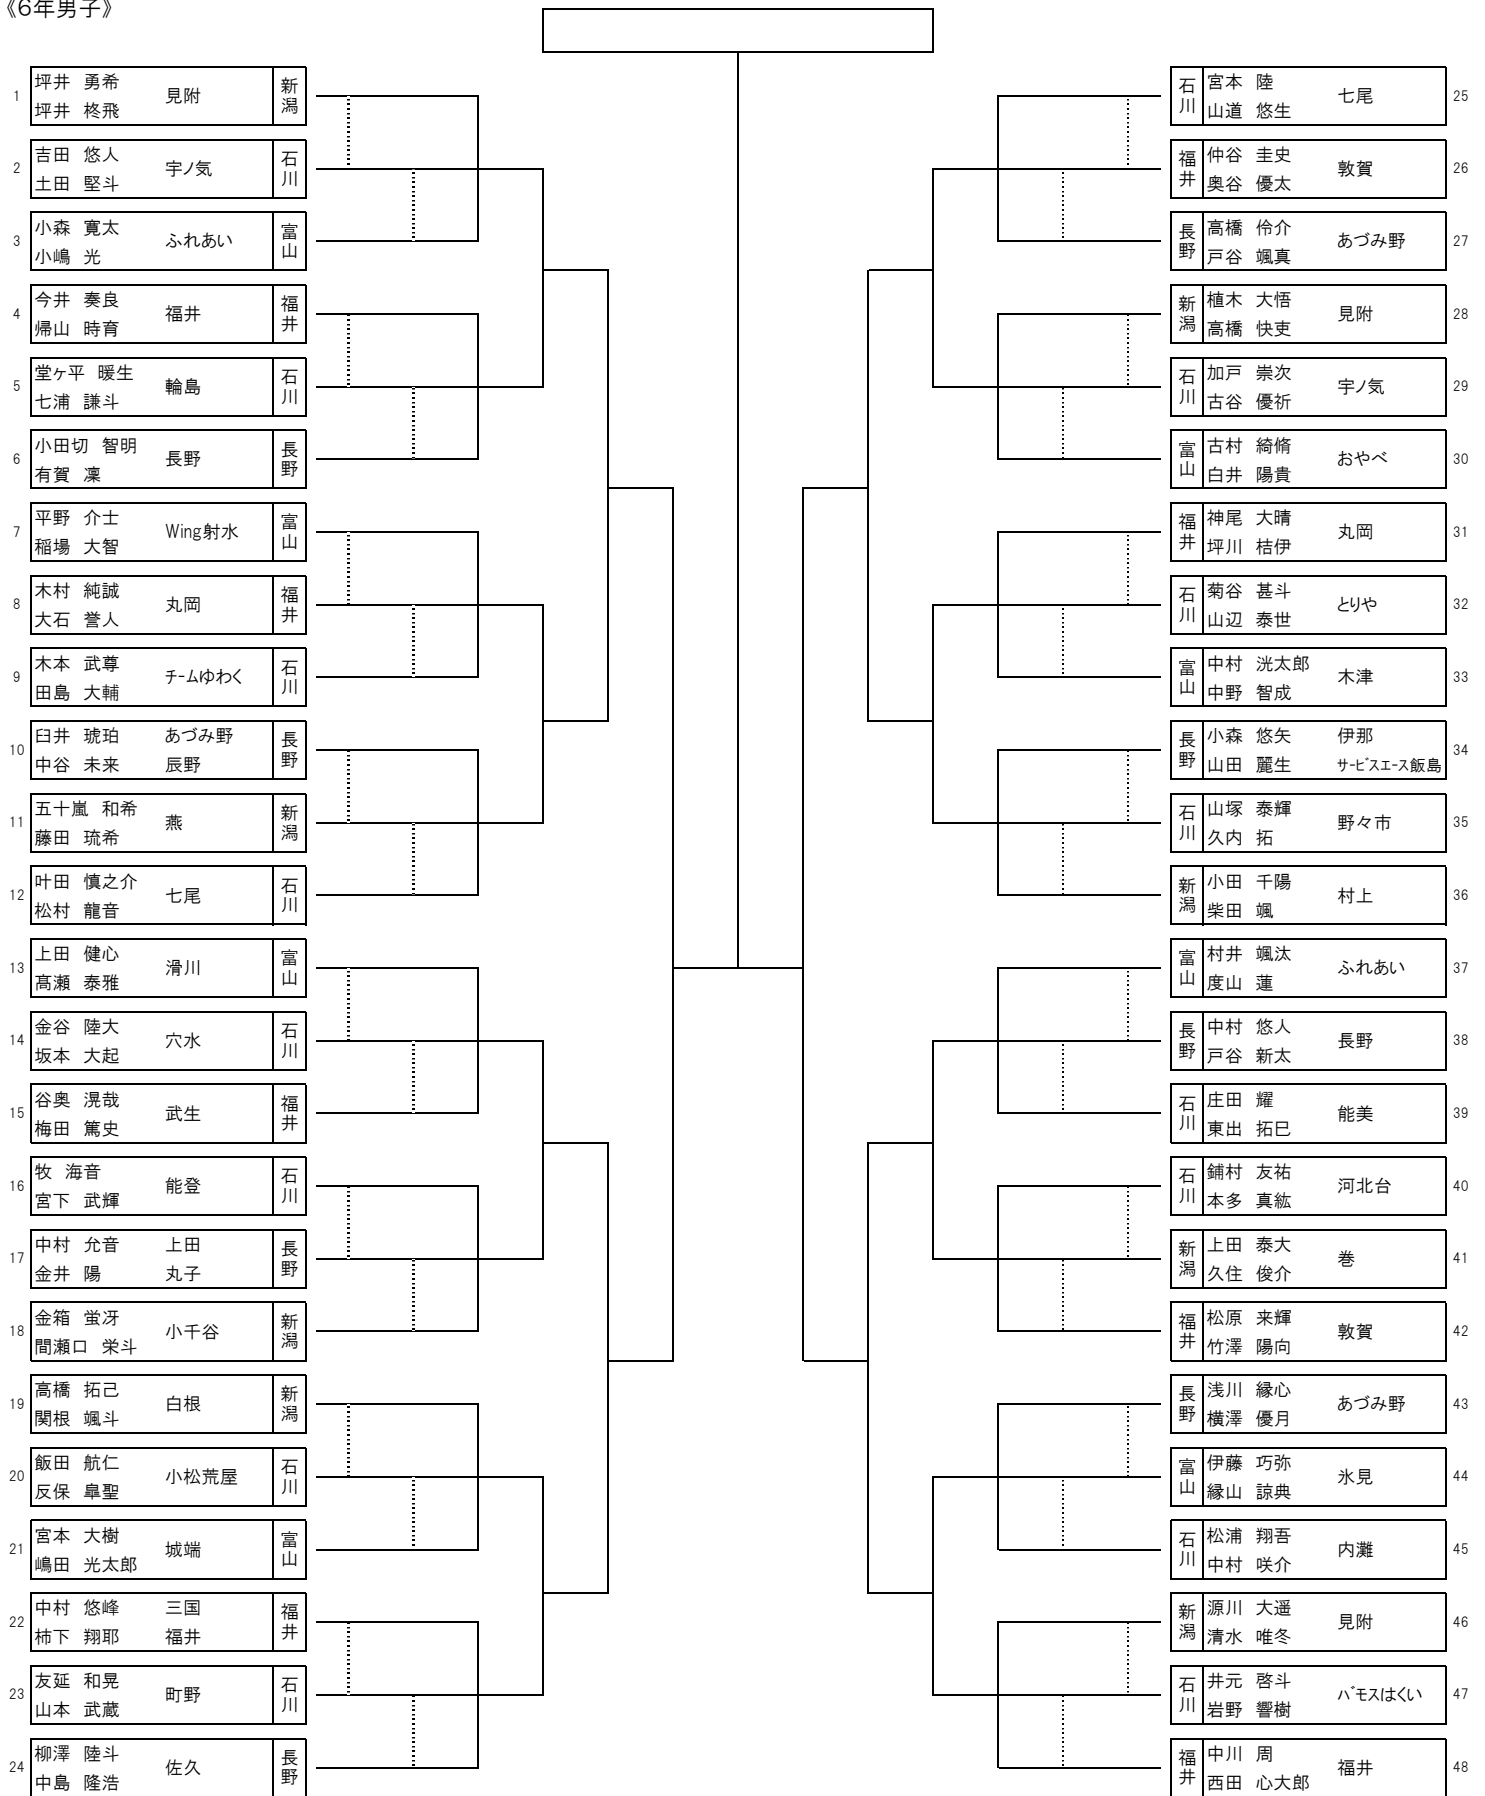 《6年男子》
1 坪井 勇希 見附 新潟
坪井 柊飛
2 吉田 悠人 宇ノ気 石川
土田 堅斗
3 小森 寛太 ふれあい 富山
小嶋 光
4 今井 奏良 福井 福井
帰山 時育
5 堂ヶ平 暖生 輪島 石川
七浦 謙斗
6 小田切 智明 長野 長野
有賀 凜
7 平野 介士 Wing射水 富山
稲場 大智
8 木村 純誠 丸岡 福井
大石 誉人
9 木本 武尊 チームゆわく 石川
田島 大輔
10 臼井 琥珀 あづみ野 長野
中谷 未来 辰野
11 五十嵐 和希 燕 新潟
藤田 琉希
12 叶田 慎之介 七尾 石川
松村 龍音
13 上田 健心 滑川 富山
髙瀬 泰雅
14 金谷 陸大 穴水 石川
坂本 大起
15 谷奥 滉哉 武生 福井
梅田 篤史
16 牧 海音 能登 石川
宮下 武輝
17 中村 允音 上田 長野
金井 陽 丸子
18 金箱 蛍冴 小千谷 新潟
間瀬口 栄斗
19 高橋 拓己 白根 新潟
関根 颯斗
20 飯田 航仁 小松荒屋 石川
反保 皐聖
21 宮本 大樹 城端 富山
嶋田 光太郎
22 中村 悠峰 三国 福井
柿下 翔耶 福井
23 友延 和晃 町野 石川
山本 武蔵
24 柳澤 陸斗 佐久 長野
中島 隆浩
石川 宮本 陸 七尾 25
山道 悠生
福井 仲谷 圭史 敦賀 26
奥谷 優太
長野 高橋 伶介 あづみ野 27
戸谷 颯真
新潟 植木 大悟 見附 28
高橋 快吏
石川 加戸 崇次 宇ノ気 29
古谷 優祈
富山 古村 綺脩 おやべ 30
白井 陽貴
福井 神尾 大晴 丸岡 31
坪川 桔伊
石川 菊谷 甚斗 とりや 32
山辺 泰世
富山 中村 洸太郎 木津 33
中野 智成
長野 小森 悠矢 伊那 34
山田 麗生 サービスエース飯島
石川 山塚 泰輝 野々市 35
久内 拓
新潟 小田 千陽 村上 36
柴田 颯
富山 村井 颯汰 ふれあい 37
度山 蓮
長野 中村 悠人 長野 38
戸谷 新太
石川 庄田 耀 能美 39
東出 拓巳
石川 鋪村 友祐 河北台 40
本多 真紘
新潟 上田 泰大 巻 41
久住 俊介
福井 松原 来輝 敦賀 42
竹澤 陽向
長野 浅川 縁心 あづみ野 43
横澤 優月
富山 伊藤 巧弥 氷見 44
縁山 諒典
石川 松浦 翔吾 内灘 45
中村 咲介
新潟 源川 大遥 見附 46
清水 唯冬
石川 井元 啓斗 バモスはくい 47
岩野 響樹
福井 中川 周 福井 48
西田 心大郎